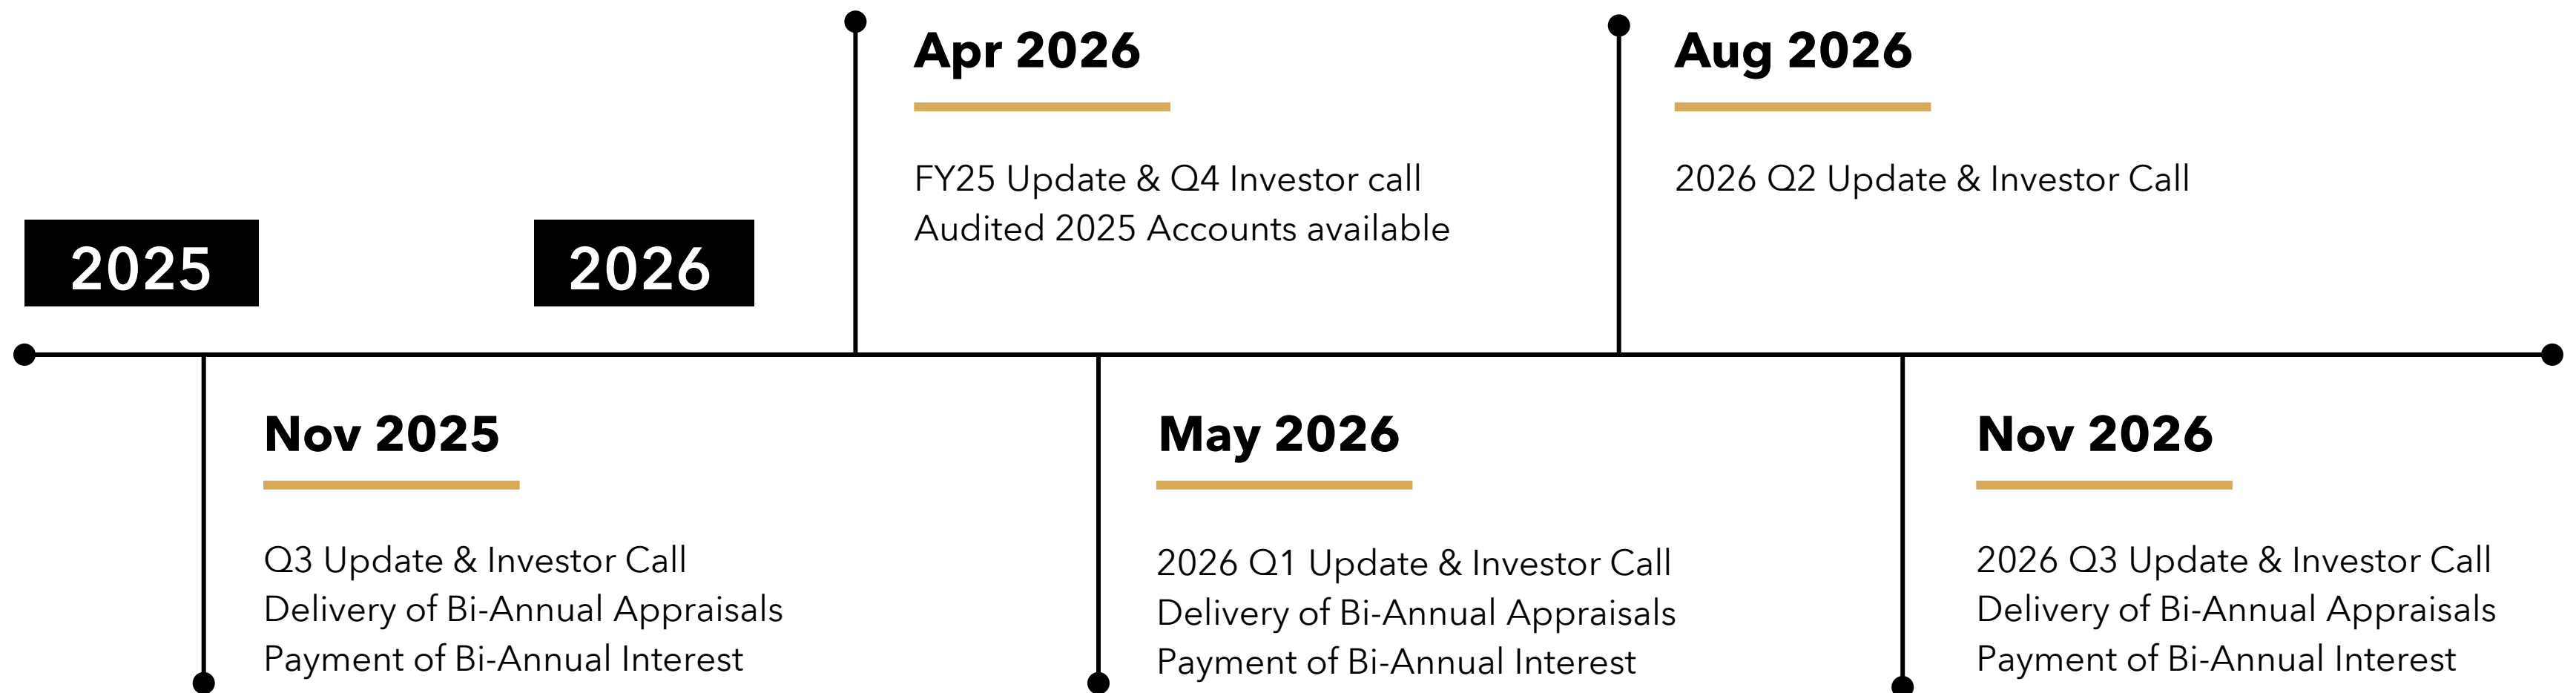 2025
Nov 2025
Q3 Update & Investor Call
Delivery of Bi-Annual Appraisals
Payment of Bi-Annual Interest
2026
Apr 2026
FY25 Update & Q4 Investor call
Audited 2025 Accounts available
May 2026
2026 Q1 Update & Investor Call
Delivery of Bi-Annual Appraisals
Payment of Bi-Annual Interest
Aug 2026
2026 Q2 Update & Investor Call
Nov 2026
2026 Q3 Update & Investor Call
Delivery of Bi-Annual Appraisals
Payment of Bi-Annual Interest